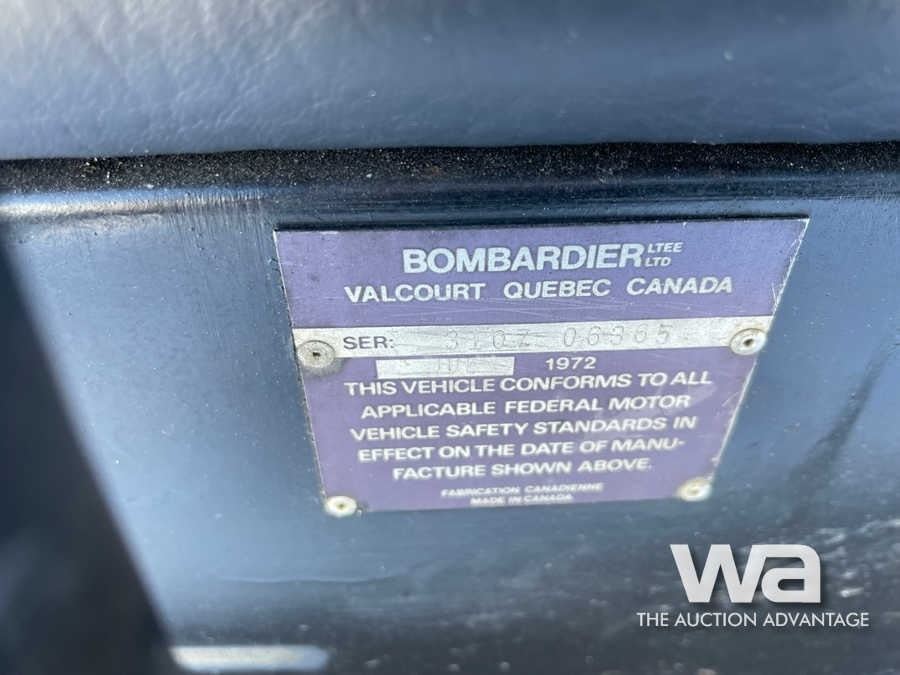 BOMBARDIER LTEE LTD
VALCOURT QUEBEC CANADA
SER: 06365
1972
THIS VEHICLE CONFORMS TO ALL
APPLICABLE FEDERAL MOTOR
VEHICLE SAFETY STANDARDS IN
EFFECT ON THE DATE OF MANU-
FACTURE SHOWN ABOVE.
FABRICATION CANADIENNE
MADE IN CANADA
wa
THE AUCTION ADVANTAGE